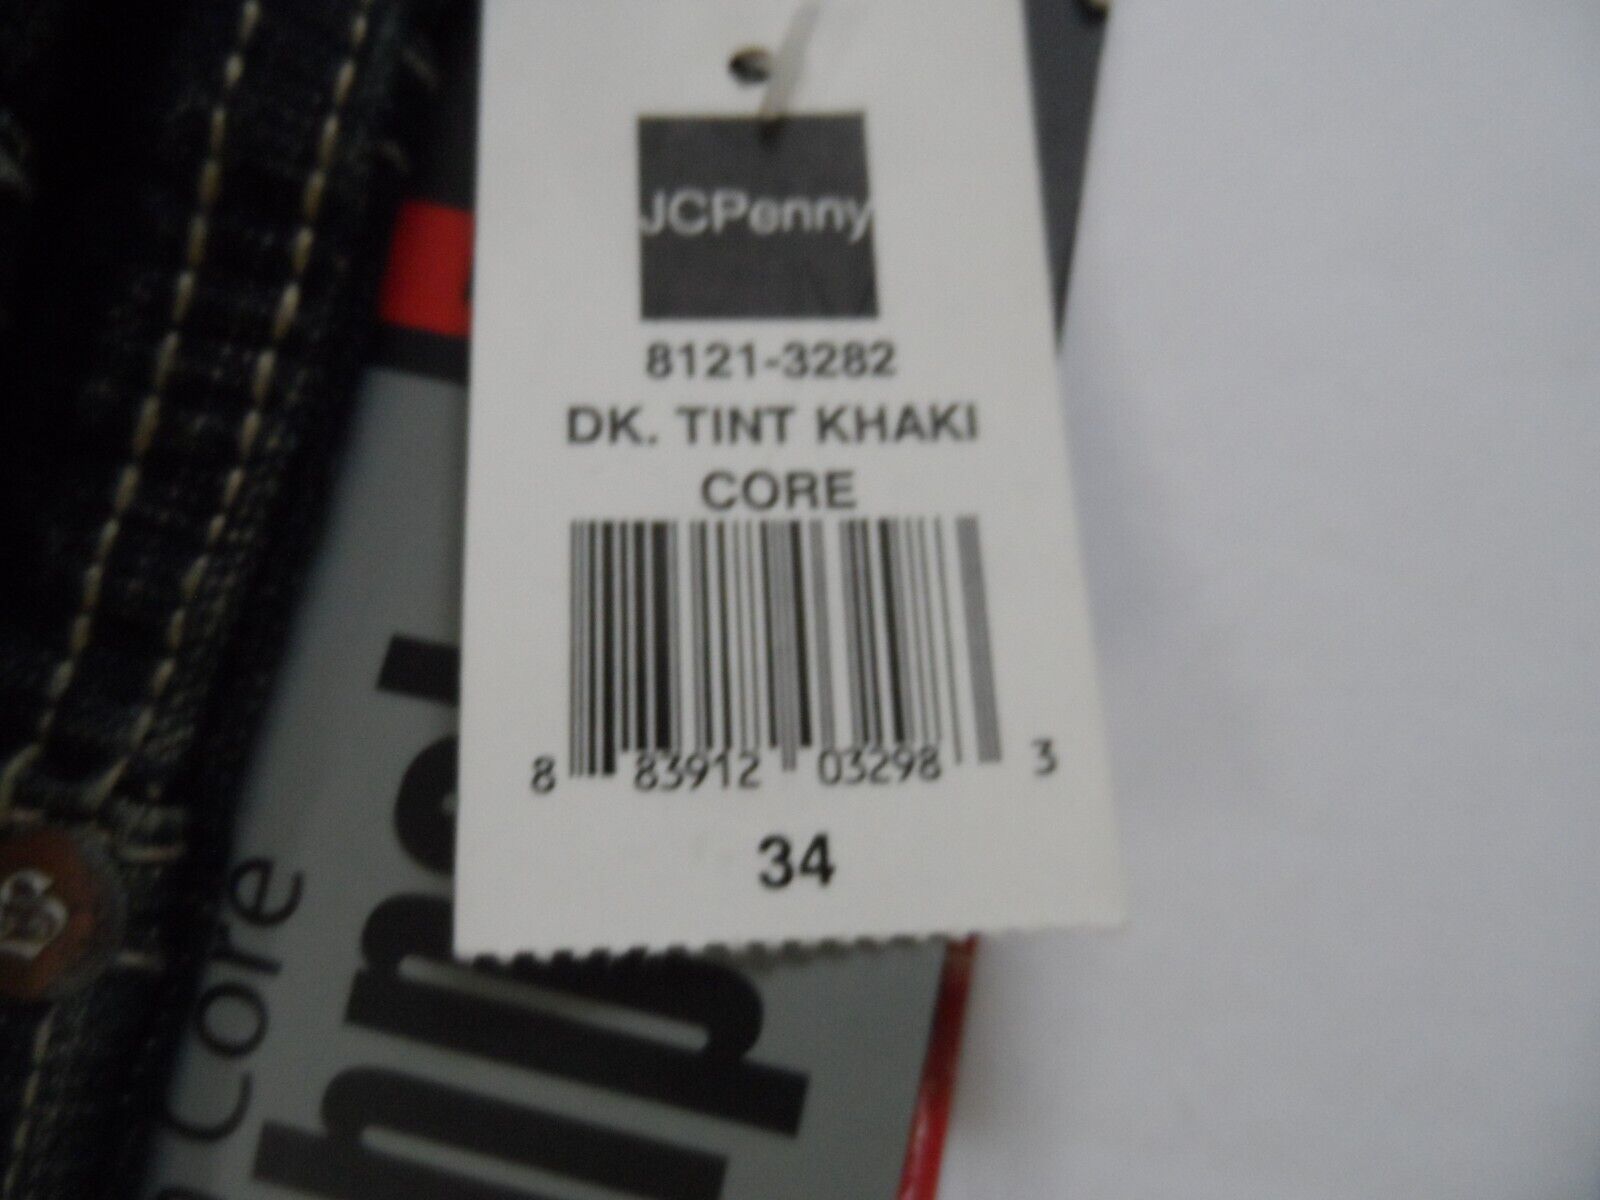 JCPenny
8121-3282
DK. TINT KHAKI
CORE
8 83912 03298 3
34
Core